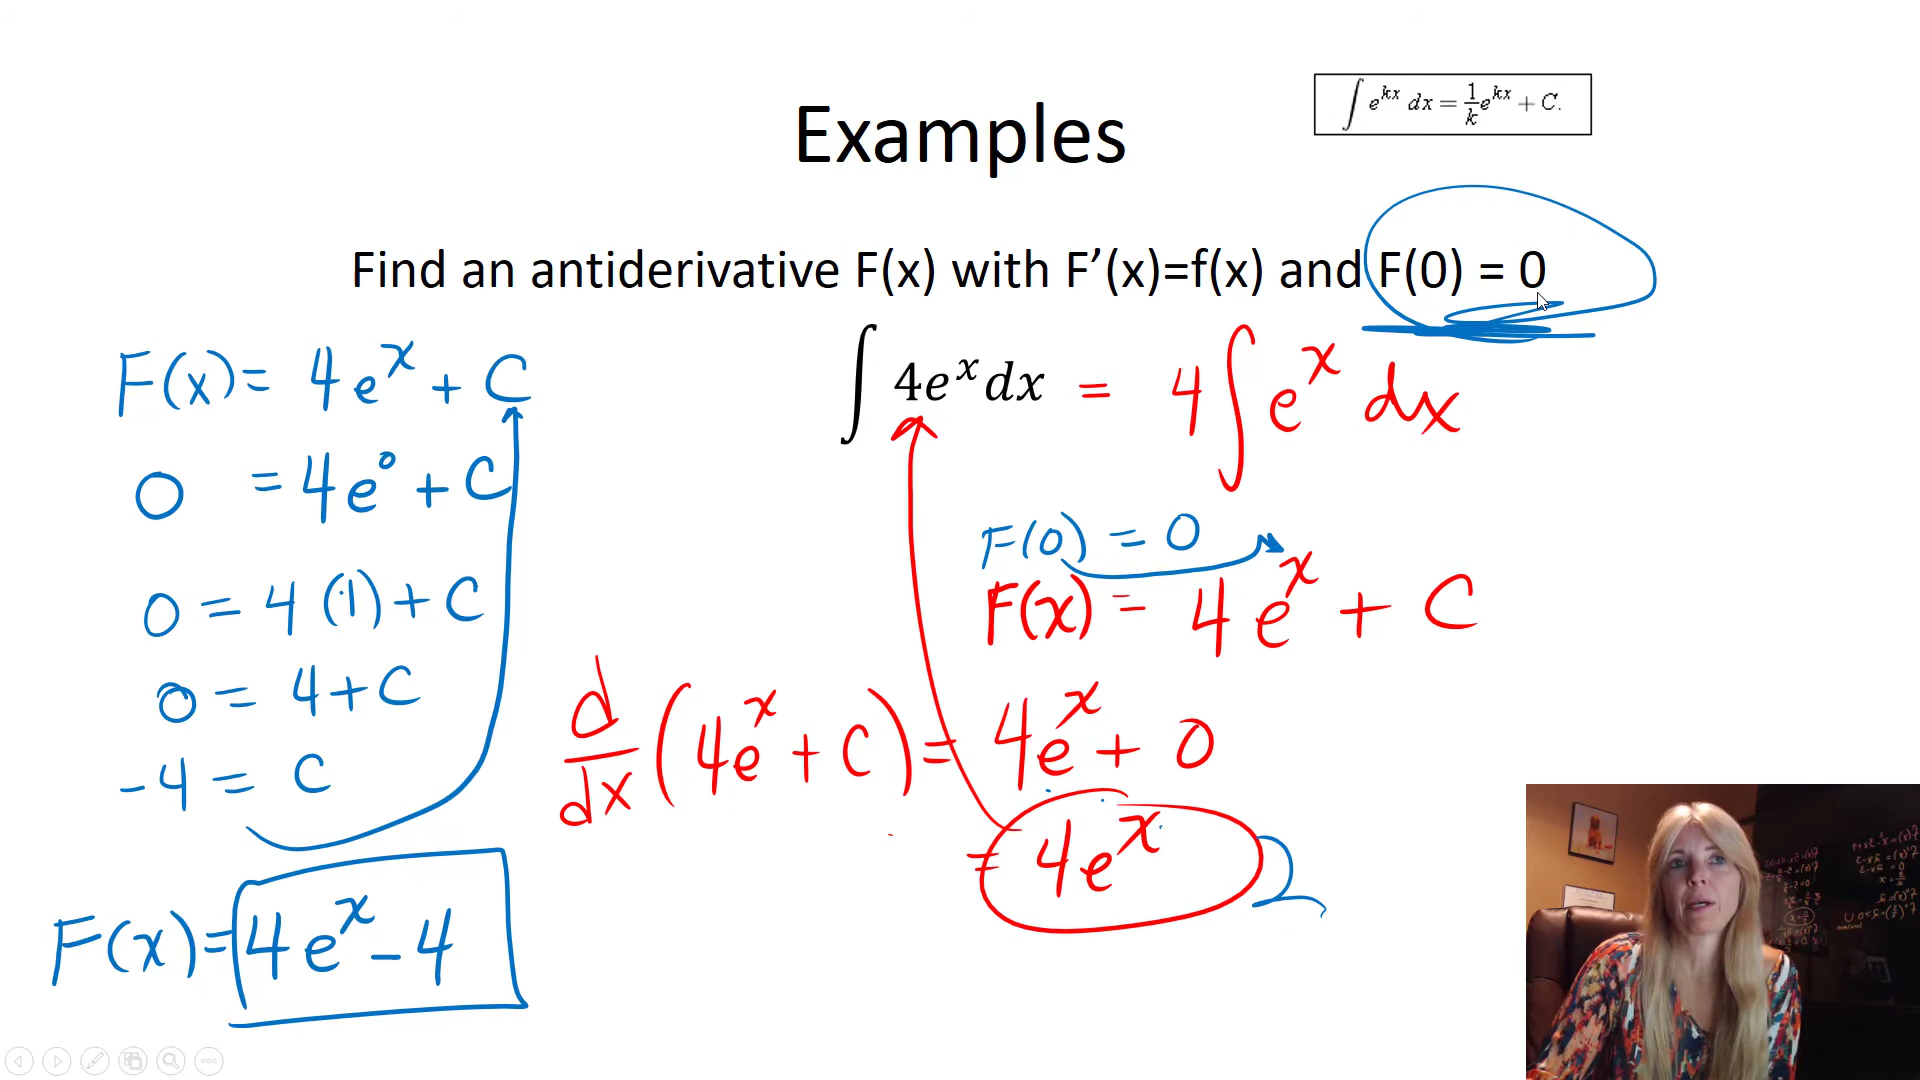 ∫ e^{kx} dx = 1/k e^{kx} + C.
Examples
Find an antiderivative F(x) with F’(x)=f(x) and F(0) = 0
∫ 4e^x dx = 4 ∫ e^x dx
F(x) = 4e^x + C
0 = 4e^0 + C
0 = 4(1) + C
0 = 4 + C
-4 = C
F(x) = 4e^x - 4
F(0) = 0
F(x) = 4e^x + C
d/dx (4e^x + C) = 4e^x + 0
= 4e^x